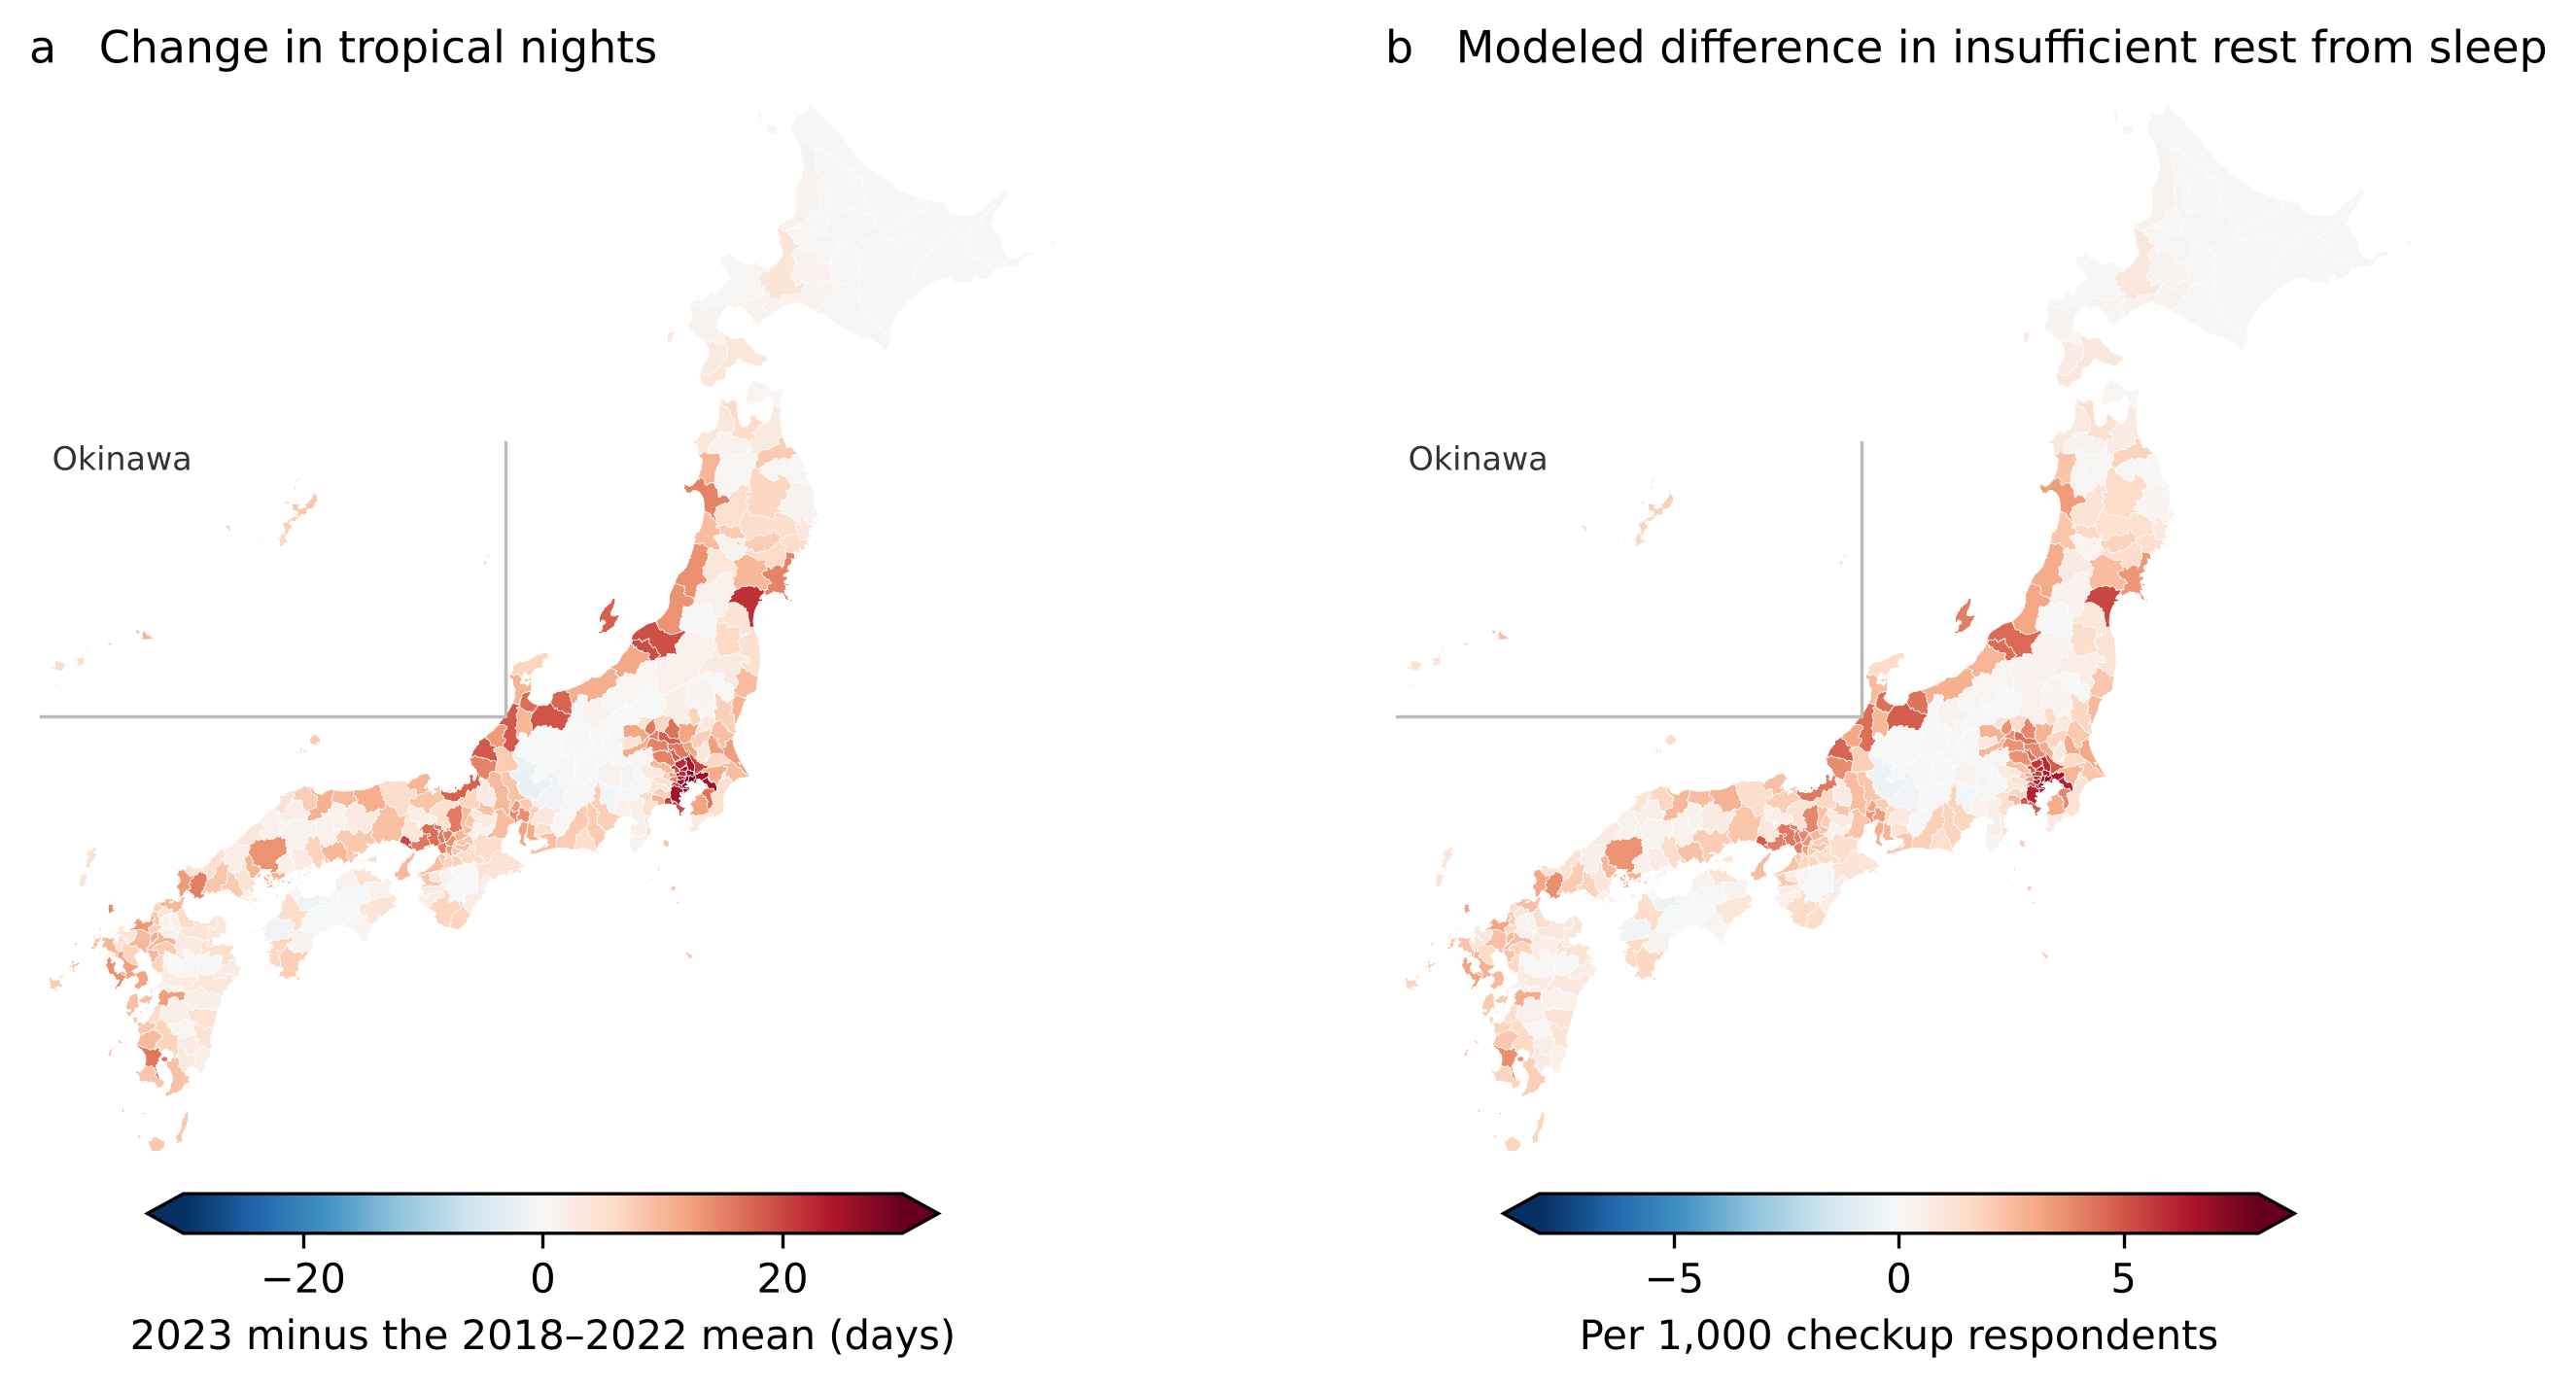 a Change in tropical nights
b Modeled difference in insufficient rest from sleep
Okinawa
Okinawa
−20 0 20
2023 minus the 2018–2022 mean (days)
−5 0 5
Per 1,000 checkup respondents